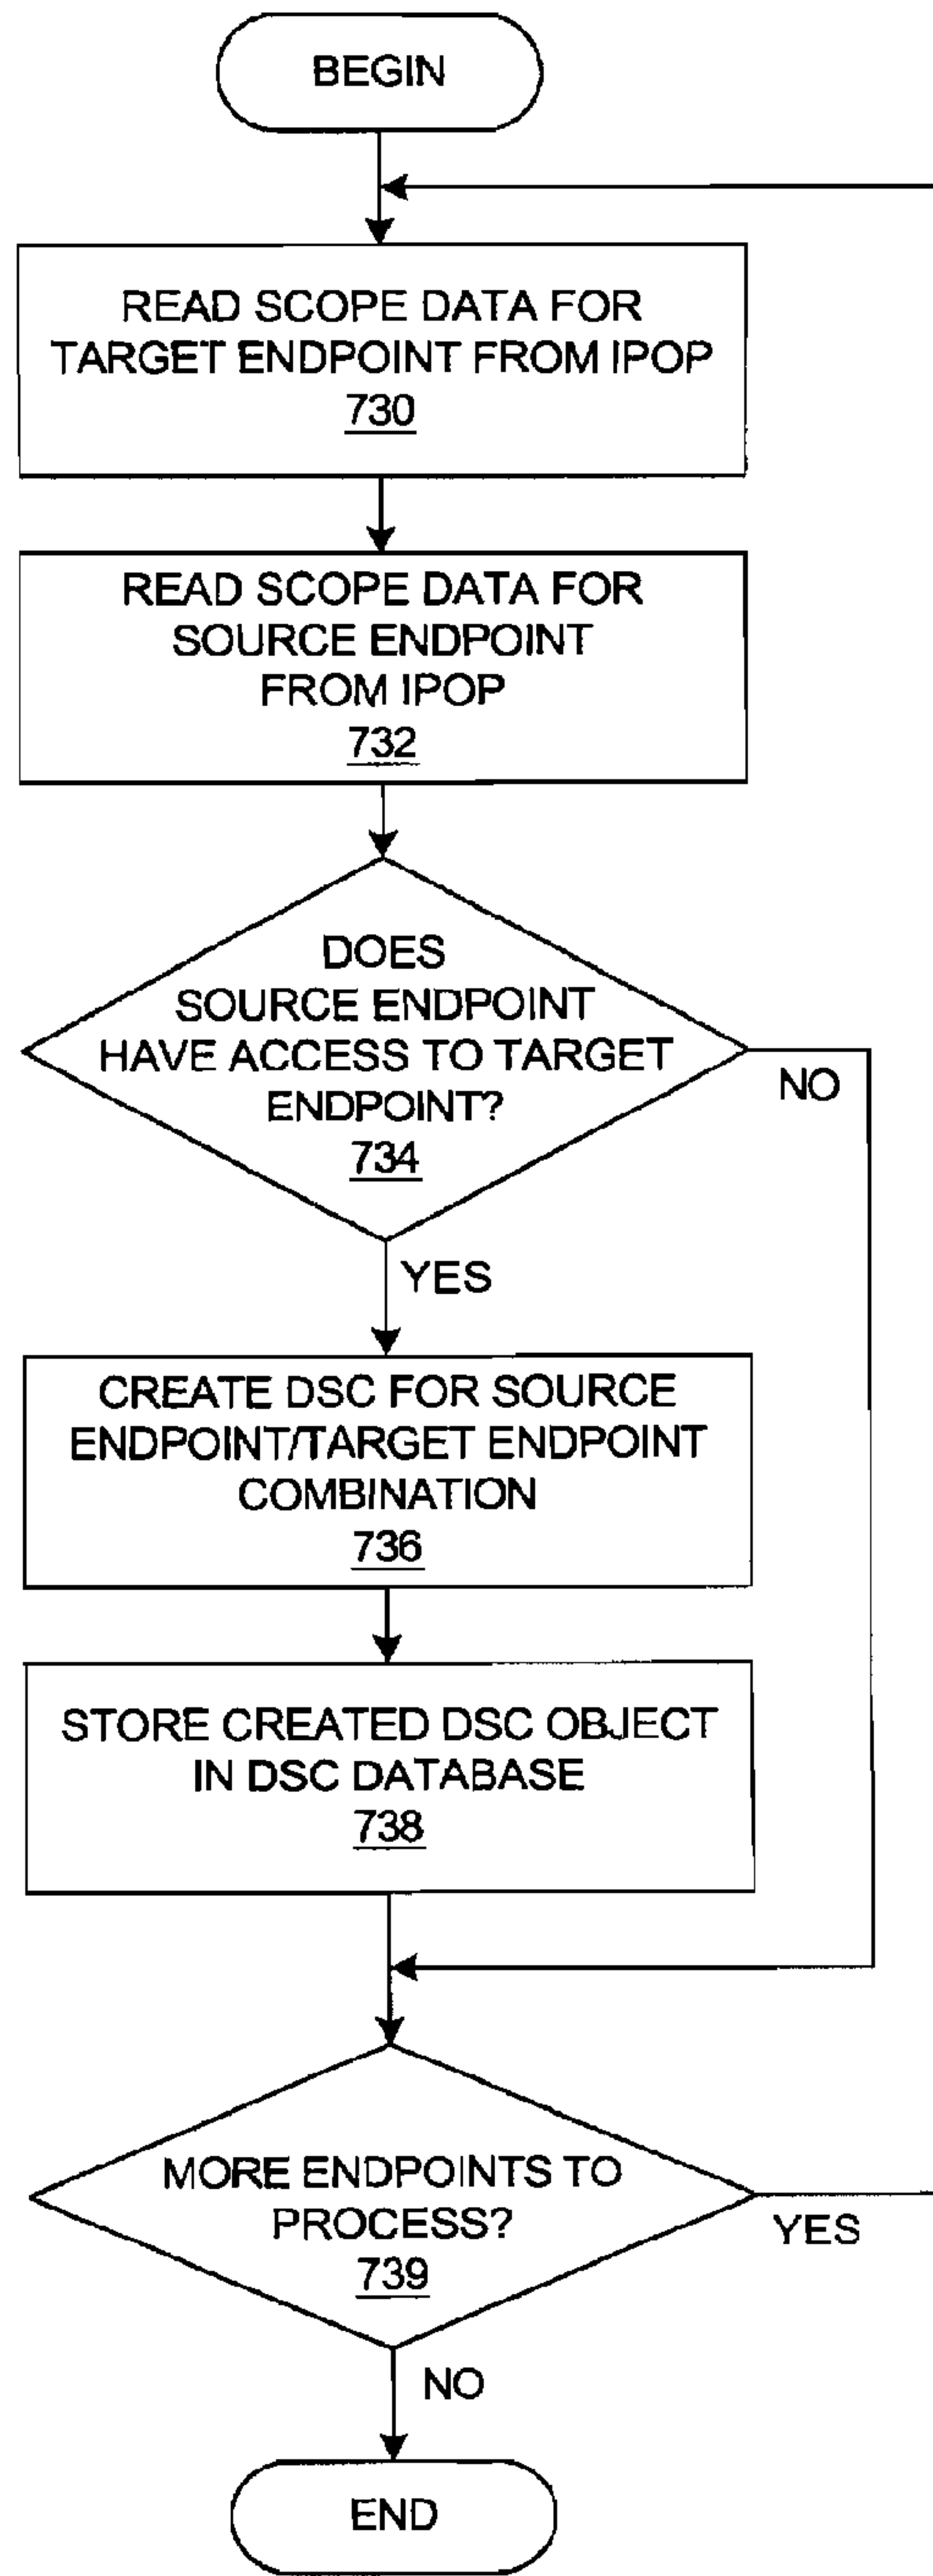 BEGIN
READ SCOPE DATA FOR
TARGET ENDPOINT FROM IPOP
730
READ SCOPE DATA FOR
SOURCE ENDPOINT
FROM IPOP
732
DOES
SOURCE ENDPOINT
HAVE ACCESS TO TARGET
ENDPOINT?
734
NO
YES
CREATE DSC FOR SOURCE
ENDPOINT/TARGET ENDPOINT
COMBINATION
736
STORE CREATED DSC OBJECT
IN DSC DATABASE
738
MORE ENDPOINTS TO
PROCESS?
739
YES
NO
END